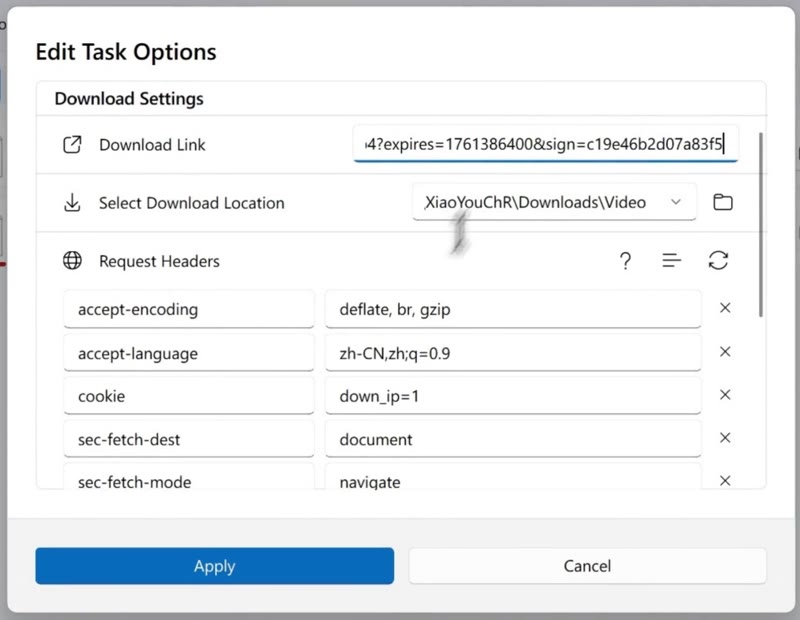 Edit Task Options
Download Settings
Download Link
4?expires=1761386400&sign=c19e46b2d07a83f5
Select Download Location
XiaoYouChR\Downloads\Video
Request Headers
?
accept-encoding
deflate, br, gzip
accept-language
zh-CN,zh;q=0.9
cookie
down_ip=1
sec-fetch-dest
document
sec-fetch-mode
navigate
Apply
Cancel